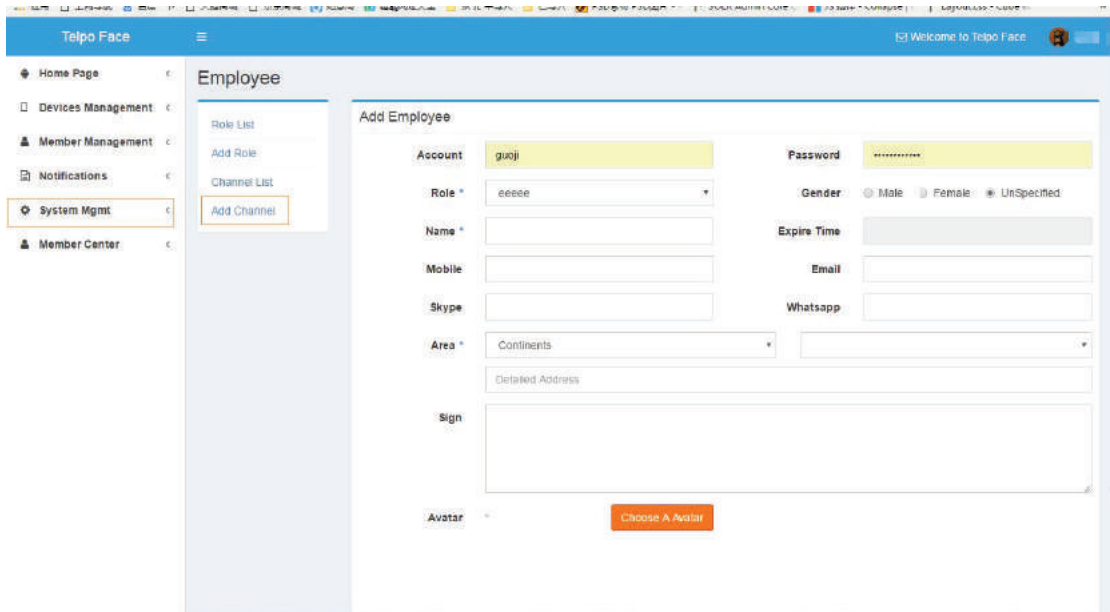 Telpo Face
Welcome to Telpo Face
Home Page
Devices Management
Member Management
Notifications
System Mgmt
Member Center
Employee
Role List
Add Role
Channel List
Add Channel
Add Employee
Account guoji Password ••••••••••••
Role * eeeee Gender Male Female UnSpecified
Name * Expire Time
Mobile Email
Skype Whatsapp
Area * Continents
Detailed Address
Sign
Avatar * Choose A Avatar